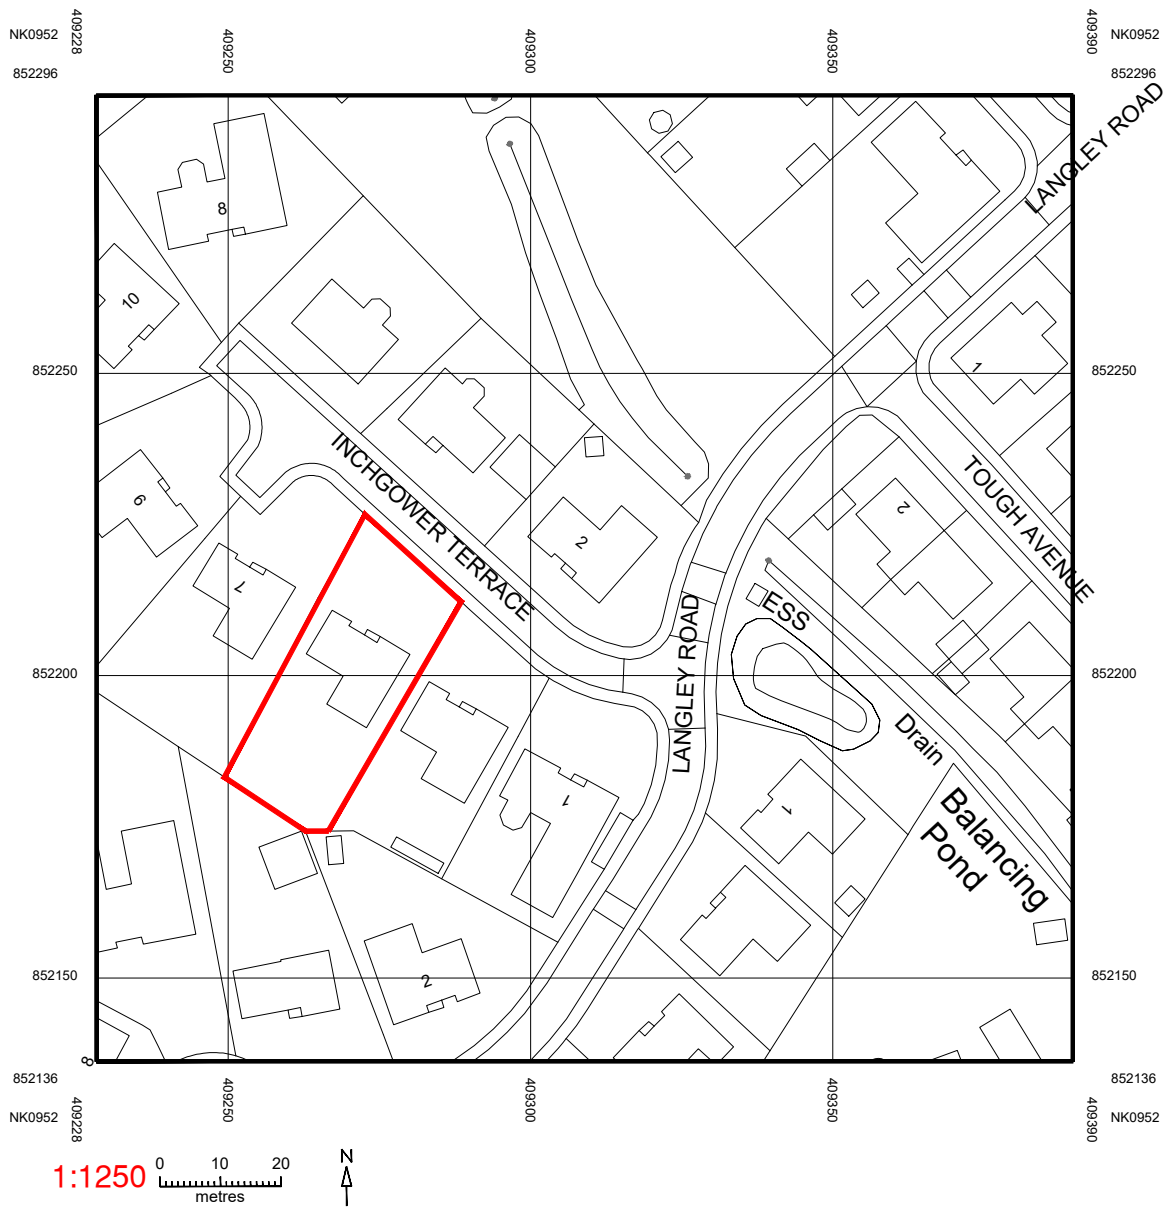 NK0952
409228
409250
409300
409350
409390
NK0952
852296
852296
LANGLEY ROAD
8
10
852250
852250
1
INCHGOWER TERRACE
TOUGH AVENUE
6
2
2
7
ESS
LANGLEY ROAD
852200
852200
Drain
1
1
Balancing
Pond
2
852150
852150
8
852136
852136
NK0952
409228
409250
409300
409350
409390
NK0952
1:1250
0 10 20
metres
N